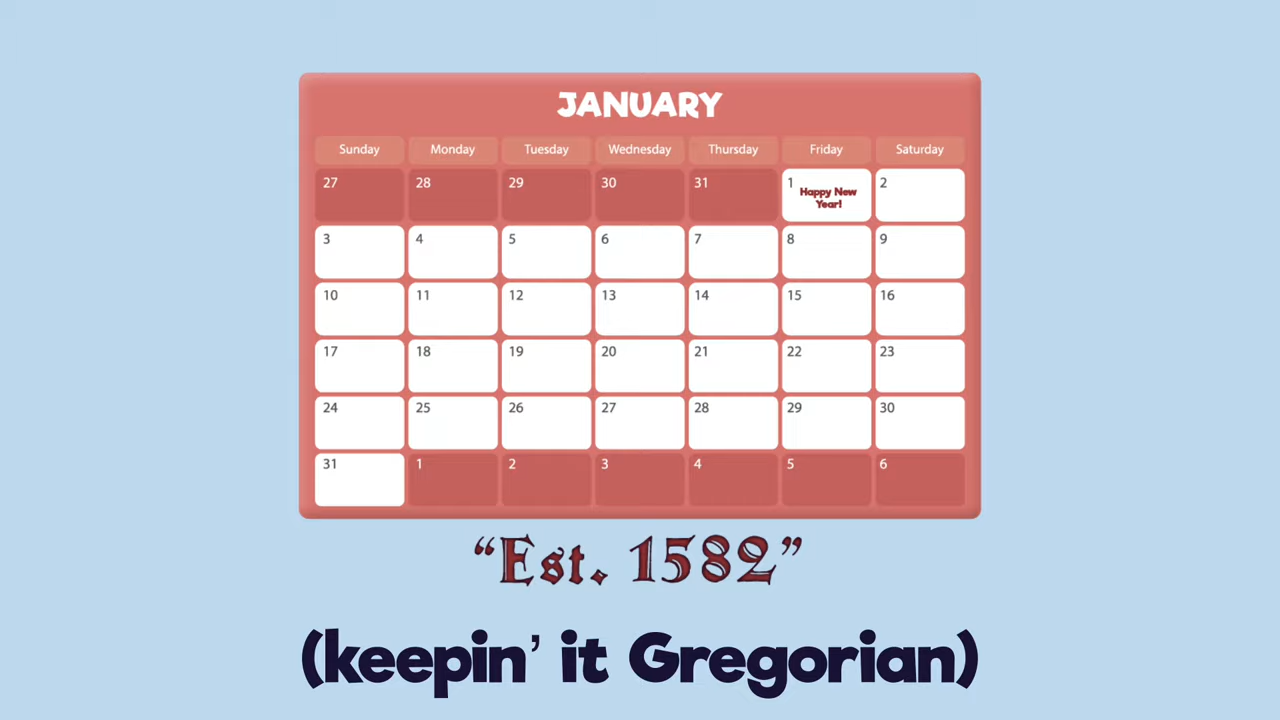 JANUARY
Sunday Monday Tuesday Wednesday Thursday Friday Saturday
27 28 29 30 31 1 Happy New Year! 2
3 4 5 6 7 8 9
10 11 12 13 14 15 16
17 18 19 20 21 22 23
24 25 26 27 28 29 30
31 1 2 3 4 5 6
“Est. 1582”
(keepin’ it Gregorian)